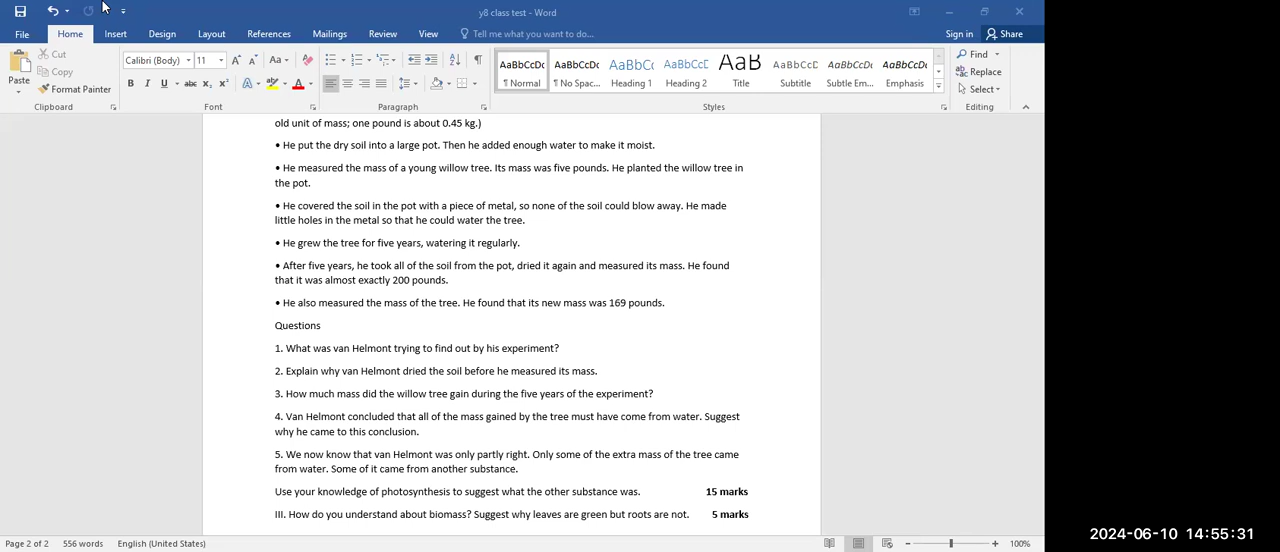 y8 class test - Word
File Home Insert Design Layout References Mailings Review View Tell me what you want to do... Sign in Share
Paste Cut Copy Format Painter
Calibri (Body) 11 Aa
B I U abc x₂ x² A ab A
AaBbCcDc AaBbCcDc AaBbCc AaBbCcD AaB AaBbCcD AaBbCcDc AaBbCcDc
¶ Normal ¶ No Spac... Heading 1 Heading 2 Title Subtitle Subtle Em... Emphasis
Find Replace Select
Clipboard Font Paragraph Styles Editing
old unit of mass; one pound is about 0.45 kg.)
• He put the dry soil into a large pot. Then he added enough water to make it moist.
• He measured the mass of a young willow tree. Its mass was five pounds. He planted the willow tree in
the pot.
• He covered the soil in the pot with a piece of metal, so none of the soil could blow away. He made
little holes in the metal so that he could water the tree.
• He grew the tree for five years, watering it regularly.
• After five years, he took all of the soil from the pot, dried it again and measured its mass. He found
that it was almost exactly 200 pounds.
• He also measured the mass of the tree. He found that its new mass was 169 pounds.
Questions
1. What was van Helmont trying to find out by his experiment?
2. Explain why van Helmont dried the soil before he measured its mass.
3. How much mass did the willow tree gain during the five years of the experiment?
4. Van Helmont concluded that all of the mass gained by the tree must have come from water. Suggest
why he came to this conclusion.
5. We now know that van Helmont was only partly right. Only some of the extra mass of the tree came
from water. Some of it came from another substance.
Use your knowledge of photosynthesis to suggest what the other substance was. 15 marks
III. How do you understand about biomass? Suggest why leaves are green but roots are not. 5 marks
Page 2 of 2 556 words English (United States) 100%
2024-06-10 14:55:31